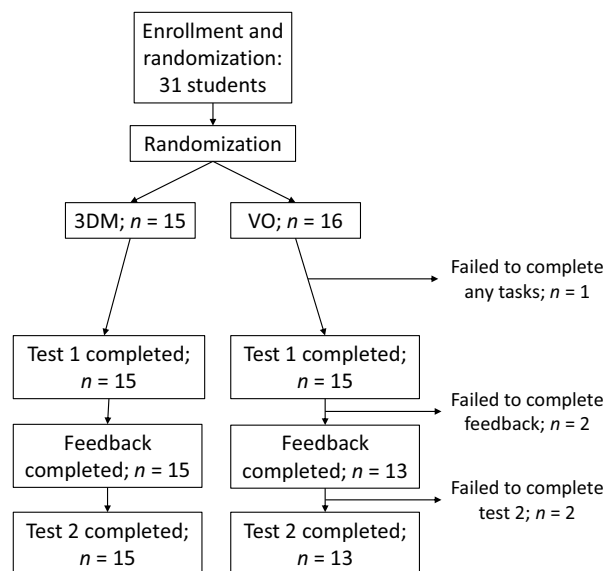 Enrollment and
randomization:
31 students
Randomization
3DM; n = 15
VO; n = 16
Failed to complete
any tasks; n = 1
Test 1 completed;
n = 15
Test 1 completed;
n = 15
Failed to complete
feedback; n = 2
Feedback
completed; n = 15
Feedback
completed; n = 13
Failed to complete
test 2; n = 2
Test 2 completed;
n = 15
Test 2 completed;
n = 13